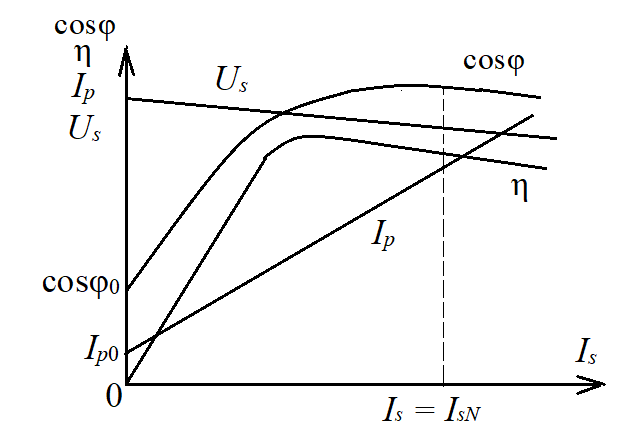 cosφ
η
Ip
Us
Us
cosφ
η
Ip
cosφ0
Ip0
0
Is
Is = IsN